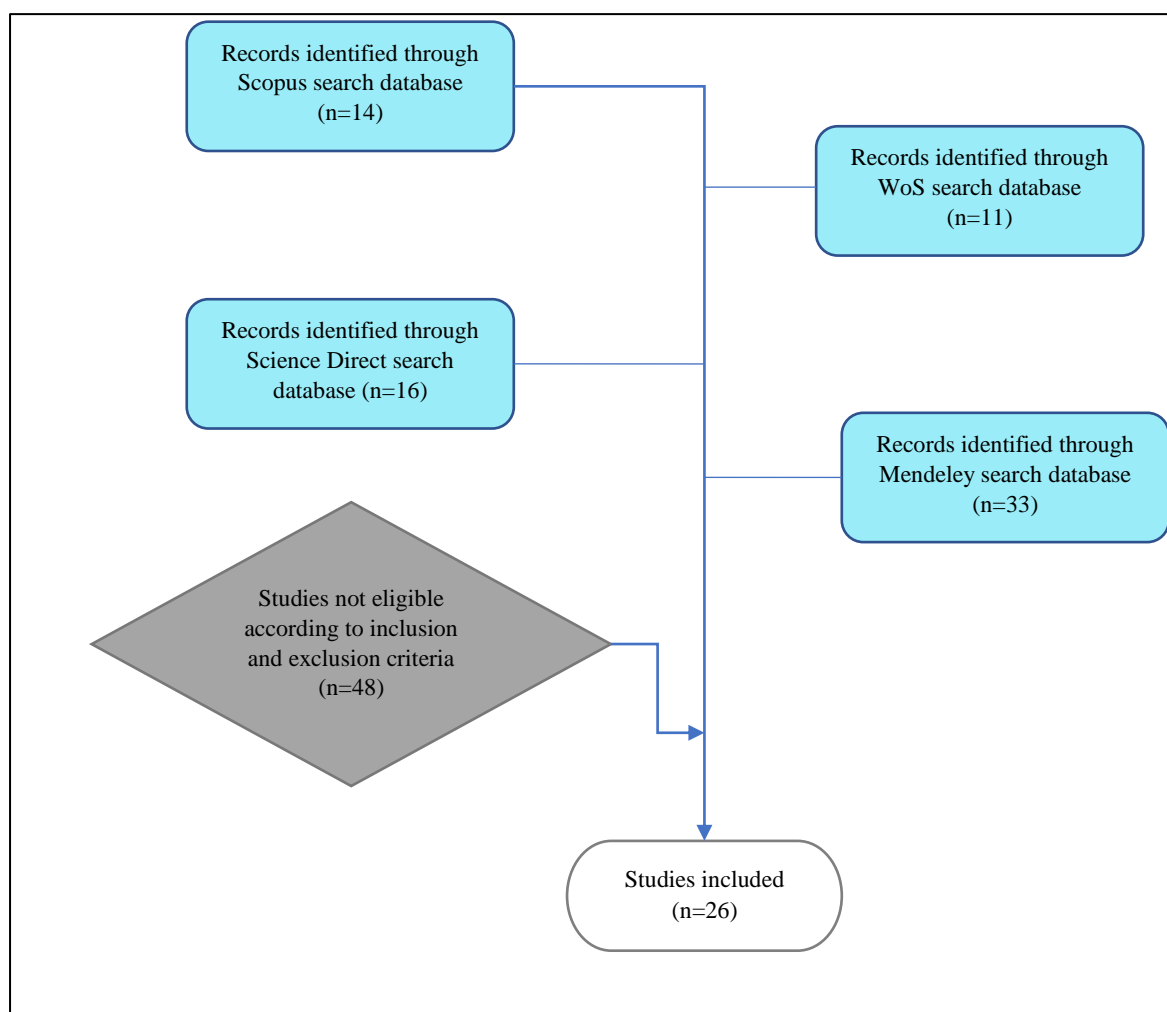 Records identified through
Scopus search database
(n=14)
Records identified through
WoS search database
(n=11)
Records identified through
Science Direct search
database (n=16)
Records identified through
Mendeley search database
(n=33)
Studies not eligible
according to inclusion
and exclusion criteria
(n=48)
Studies included
(n=26)